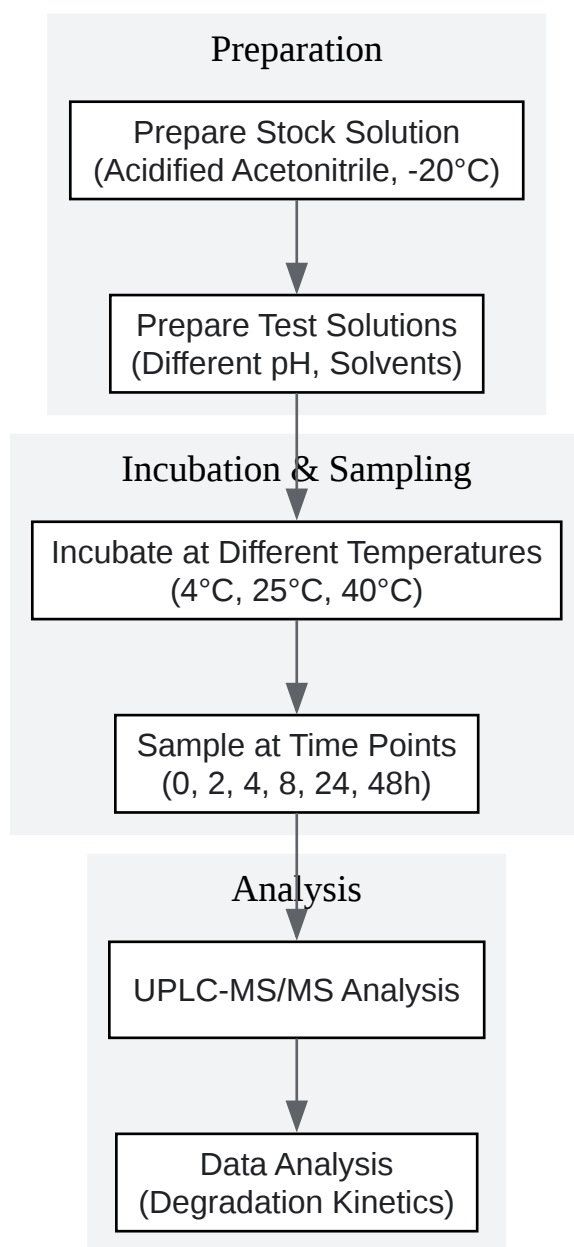 Preparation
Prepare Stock Solution
(Acidified Acetonitrile, -20°C)
Prepare Test Solutions
(Different pH, Solvents)
Incubation & Sampling
Incubate at Different Temperatures
(4°C, 25°C, 40°C)
Sample at Time Points
(0, 2, 4, 8, 24, 48h)
Analysis
UPLC-MS/MS Analysis
Data Analysis
(Degradation Kinetics)